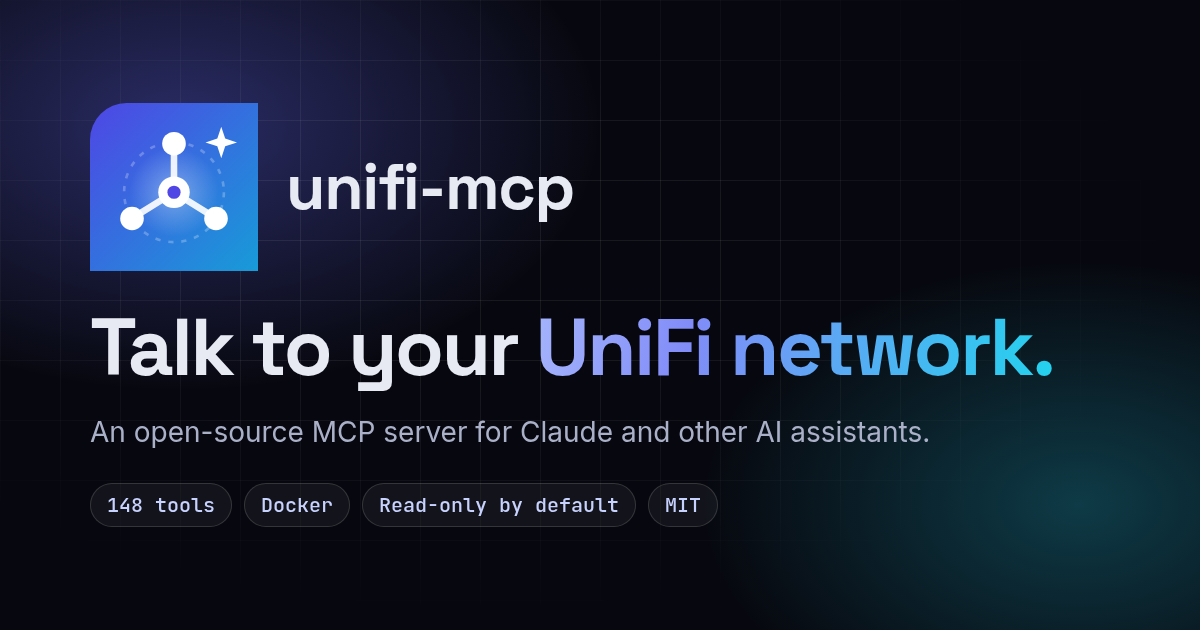 unifi-mcp
Talk to your UniFi network.
An open-source MCP server for Claude and other AI assistants.
148 tools Docker Read-only by default MIT